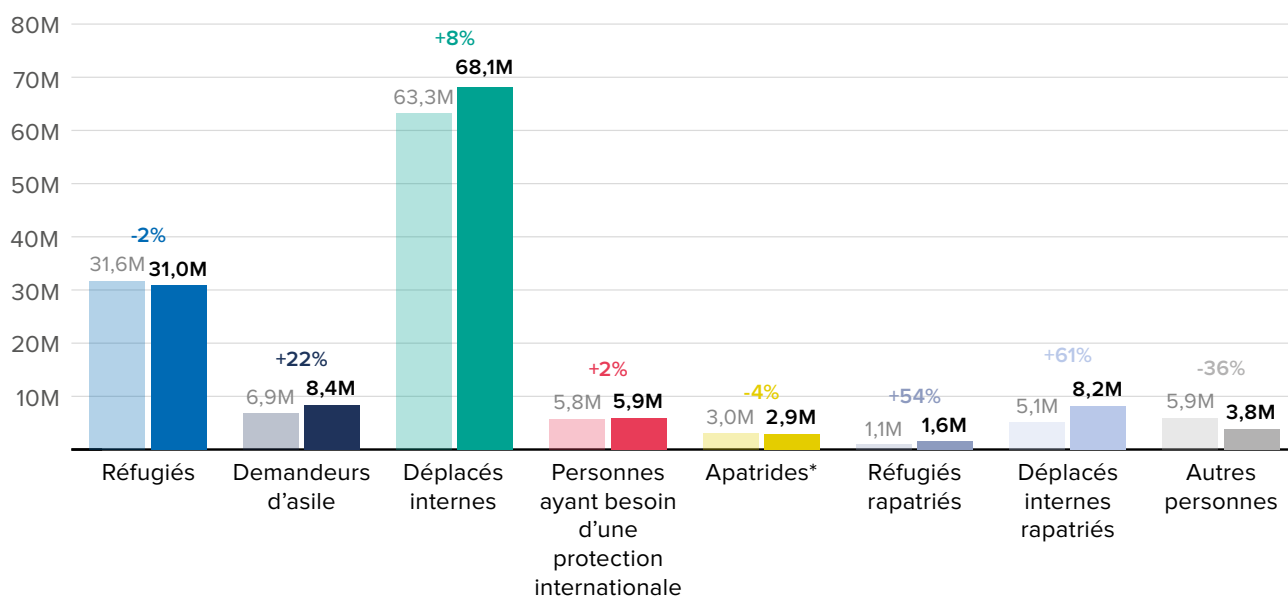 80M
70M
60M
50M
40M
30M
20M
10M
-2%
31,6M
31,0M
+22%
6,9M
8,4M
+8%
63,3M
68,1M
+2%
5,8M
5,9M
-4%
3,0M
2,9M
+54%
1,1M
1,6M
+61%
5,1M
8,2M
-36%
5,9M
3,8M
Réfugiés
Demandeurs
d’asile
Déplacés
internes
Personnes
ayant besoin
d’une
protection
internationale
Apatrides*
Réfugiés
rapatriés
Déplacés
internes
rapatriés
Autres
personnes